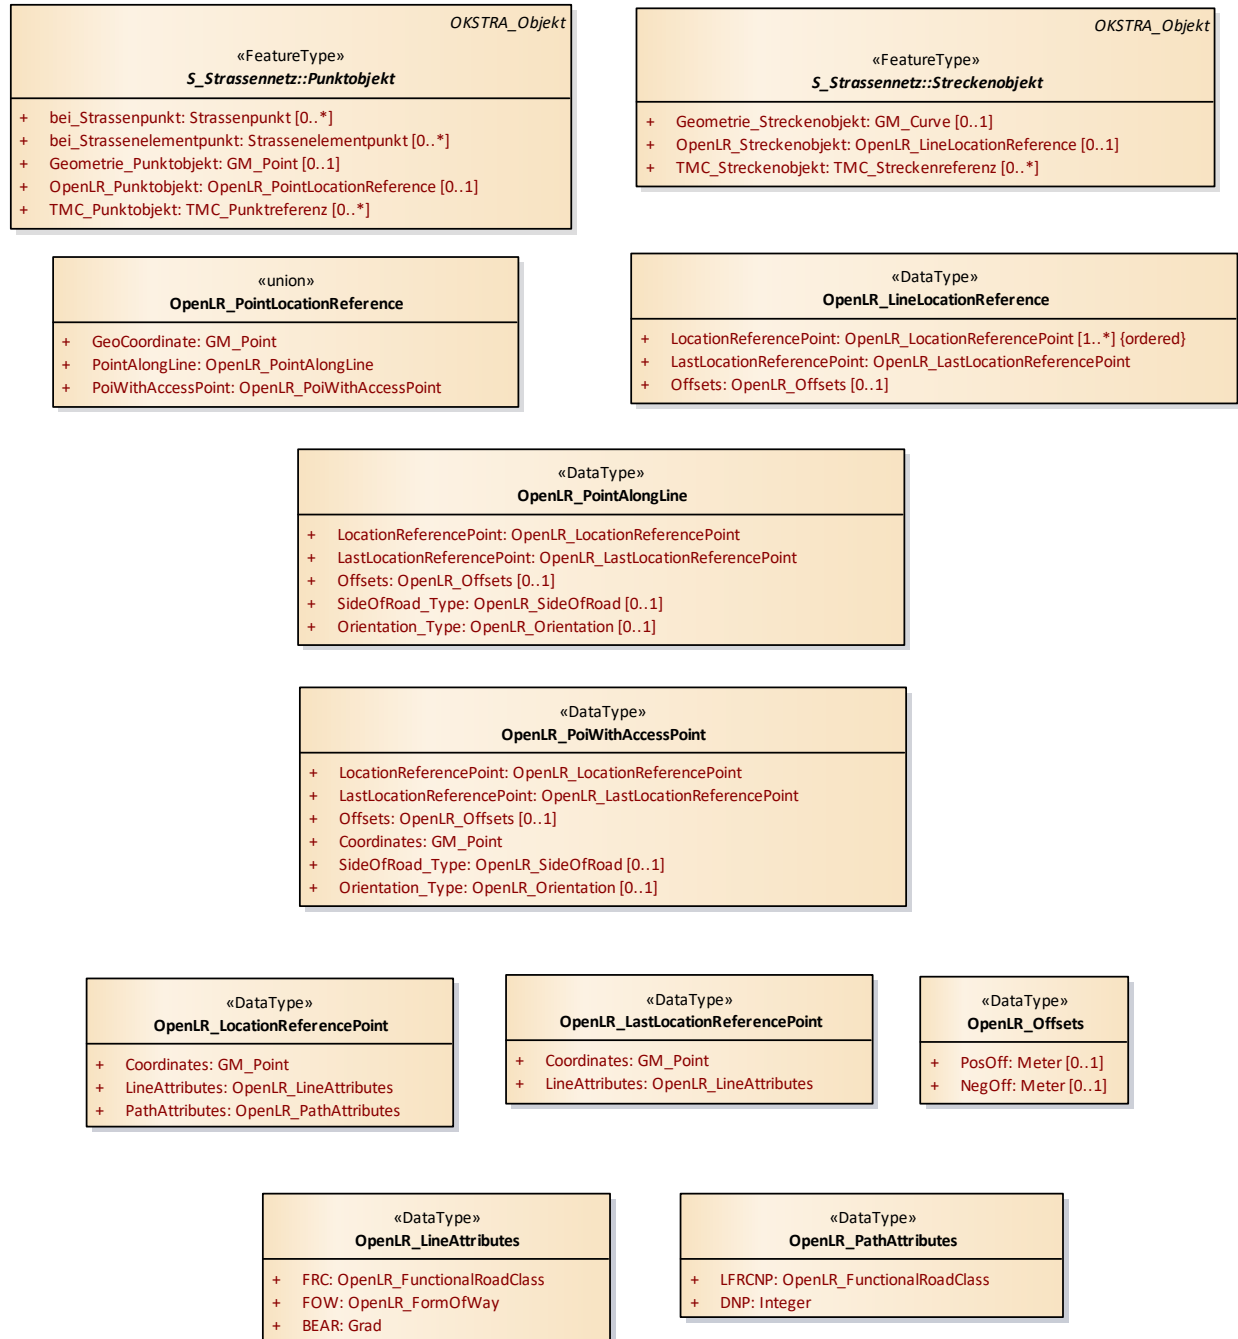 OKSTRA_Objekt
«FeatureType»
S_Strassennetz::Punktobjekt
+ bei_Strassenpunkt: Strassenpunkt [0..*]
+ bei_Strassenelementpunkt: Strassenelementpunkt [0..*]
+ Geometrie_Punktobjekt: GM_Point [0..1]
+ OpenLR_Punktobjekt: OpenLR_PointLocationReference [0..1]
+ TMC_Punktobjekt: TMC_Punktreferenz [0..*]
OKSTRA_Objekt
«FeatureType»
S_Strassennetz::Streckenobjekt
+ Geometrie_Streckenobjekt: GM_Curve [0..1]
+ OpenLR_Streckenobjekt: OpenLR_LineLocationReference [0..1]
+ TMC_Streckenobjekt: TMC_Streckenreferenz [0..*]
«union»
OpenLR_PointLocationReference
+ GeoCoordinate: GM_Point
+ PointAlongLine: OpenLR_PointAlongLine
+ PoiWithAccessPoint: OpenLR_PoiWithAccessPoint
«DataType»
OpenLR_LineLocationReference
+ LocationReferencePoint: OpenLR_LocationReferencePoint [1..*] {ordered}
+ LastLocationReferencePoint: OpenLR_LastLocationReferencePoint
+ Offsets: OpenLR_Offsets [0..1]
«DataType»
OpenLR_PointAlongLine
+ LocationReferencePoint: OpenLR_LocationReferencePoint
+ LastLocationReferencePoint: OpenLR_LastLocationReferencePoint
+ Offsets: OpenLR_Offsets [0..1]
+ SideOfRoad_Type: OpenLR_SideOfRoad [0..1]
+ Orientation_Type: OpenLR_Orientation [0..1]
«DataType»
OpenLR_PoiWithAccessPoint
+ LocationReferencePoint: OpenLR_LocationReferencePoint
+ LastLocationReferencePoint: OpenLR_LastLocationReferencePoint
+ Offsets: OpenLR_Offsets [0..1]
+ Coordinates: GM_Point
+ SideOfRoad_Type: OpenLR_SideOfRoad [0..1]
+ Orientation_Type: OpenLR_Orientation [0..1]
«DataType»
OpenLR_LocationReferencePoint
+ Coordinates: GM_Point
+ LineAttributes: OpenLR_LineAttributes
+ PathAttributes: OpenLR_PathAttributes
«DataType»
OpenLR_LastLocationReferencePoint
+ Coordinates: GM_Point
+ LineAttributes: OpenLR_LineAttributes
«DataType»
OpenLR_Offsets
+ PosOff: Meter [0..1]
+ NegOff: Meter [0..1]
«DataType»
OpenLR_LineAttributes
+ FRC: OpenLR_FunctionalRoadClass
+ FOW: OpenLR_FormOfWay
+ BEAR: Grad
«DataType»
OpenLR_PathAttributes
+ LFRCNP: OpenLR_FunctionalRoadClass
+ DNP: Integer